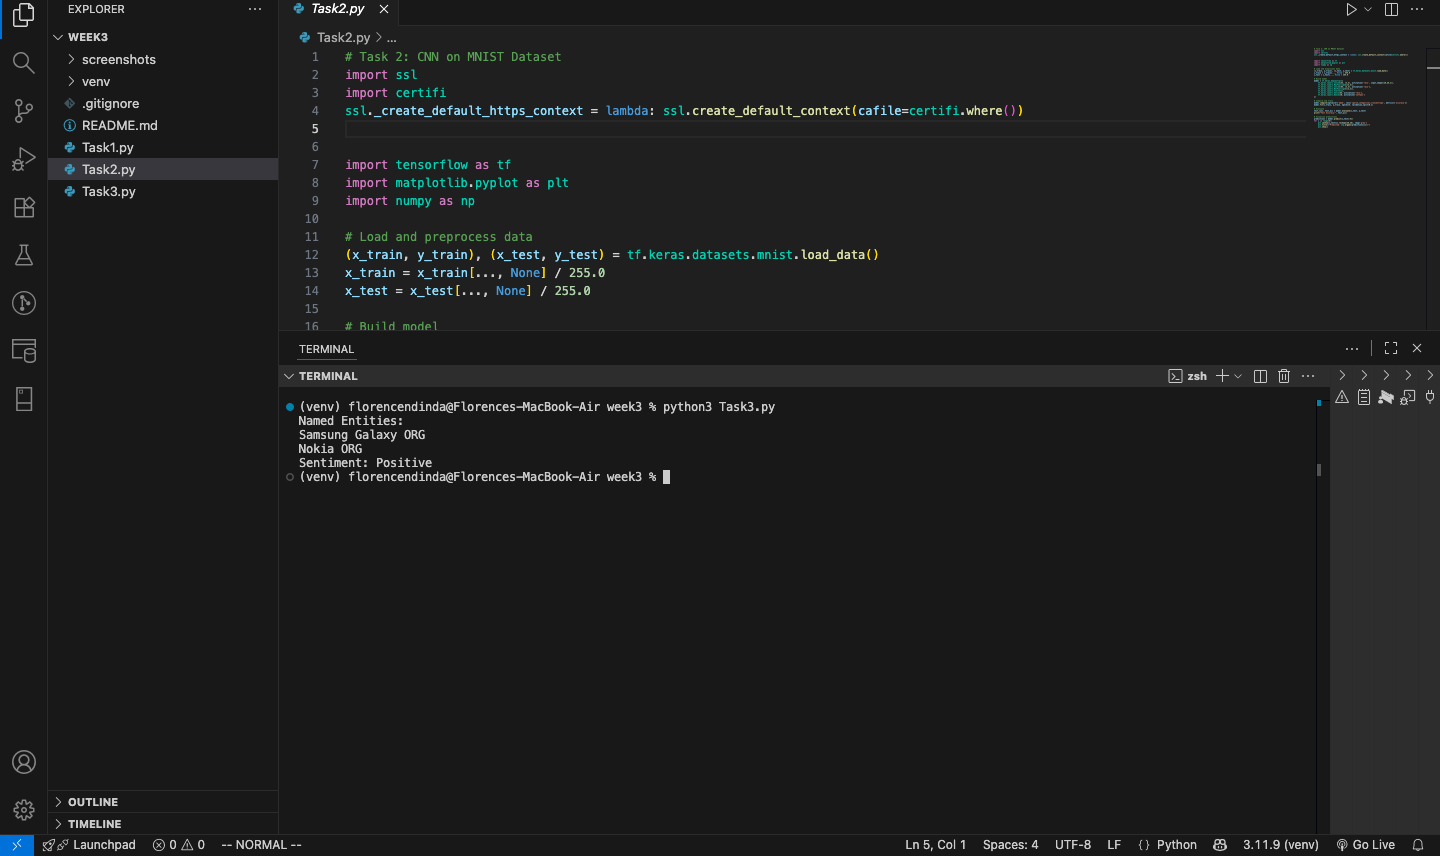 EXPLORER
WEEK3
screenshots
venv
.gitignore
README.md
Task1.py
Task2.py
Task3.py
OUTLINE
TIMELINE
Task2.py
Task2.py > ...
1 # Task 2: CNN on MNIST Dataset
2 import ssl
3 import certifi
4 ssl._create_default_https_context = lambda: ssl.create_default_context(cafile=certifi.where())
5
6
7 import tensorflow as tf
8 import matplotlib.pyplot as plt
9 import numpy as np
10
11 # Load and preprocess data
12 (x_train, y_train), (x_test, y_test) = tf.keras.datasets.mnist.load_data()
13 x_train = x_train[..., None] / 255.0
14 x_test = x_test[..., None] / 255.0
15
16 # Build model
TERMINAL
TERMINAL
zsh
(venv) florencendinda@Florences-MacBook-Air week3 % python3 Task3.py
Named Entities:
Samsung Galaxy ORG
Nokia ORG
Sentiment: Positive
(venv) florencendinda@Florences-MacBook-Air week3 %
Launchpad 0 0 -- NORMAL -- Ln 5, Col 1 Spaces: 4 UTF-8 LF {} Python 3.11.9 (venv) Go Live